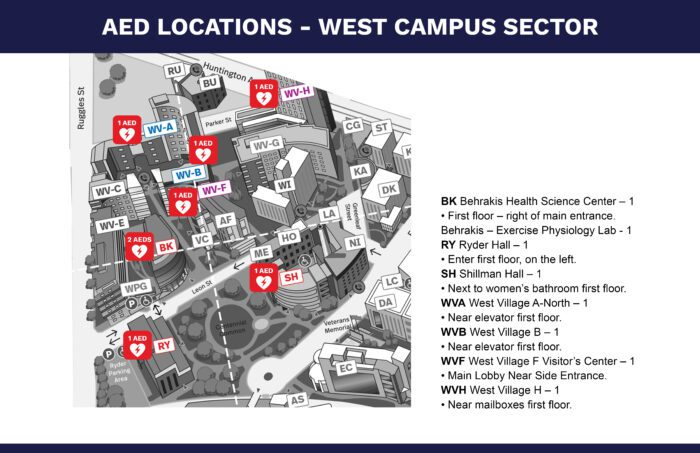 AED LOCATIONS - WEST CAMPUS SECTOR
Ruggles St
RU
BU
Huntington A
1 AED
WV-H
1 AED
WV-A
Parker St
1 AED
CG
ST
WV-G
KA
WV-B
WV-C
1 AED
WV-F
WI
DK
AF
LA
Greenleaf
Street
WV-E
VC
HO
NI
2 AEDS
BK
ME
WPG
Leon St
1 AED
SH
LC
DA
Centennial
Common
Veterans
Memorial
1 AED
RY
P
P
Ryder
Parking
Area
EC
AS
BK Behrakis Health Science Center – 1
• First floor – right of main entrance.
Behrakis – Exercise Physiology Lab - 1
RY Ryder Hall – 1
• Enter first floor, on the left.
SH Shillman Hall – 1
• Next to women's bathroom first floor.
WVA West Village A-North – 1
• Near elevator first floor.
WVB West Village B – 1
• Near elevator first floor.
WVF West Village F Visitor's Center – 1
• Main Lobby Near Side Entrance.
WVH West Village H – 1
• Near mailboxes first floor.